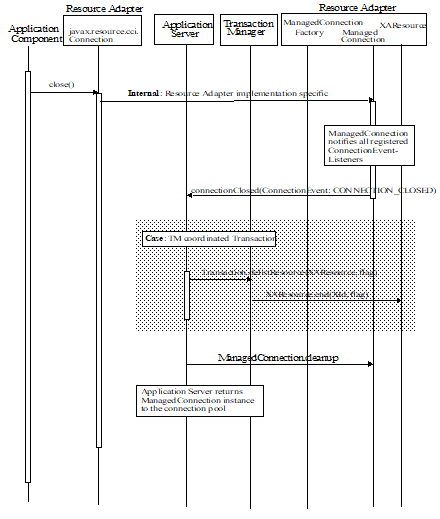 Resource Adapter
Resource Adapter
Application
Component
javax.resource.cci.
Connection
Application
Server
Transaction
Manager
ManagedConnection
Factory
Managed
Connection
XAResource
close()
Internal: Resource Adapter implementation specific
ManagedConnection
notifies all registered
ConnectionEvent-
Listeners
connectionClosed(ConnectionEvent: CONNECTION_CLOSED)
Case: TM coordinated Transaction
Transaction.delistResource(XAResource, flag)
XAResource.end(Xid, flag)
ManagedConnection.cleanup
Application Server returns
ManagedConnection instance
to the connection pool